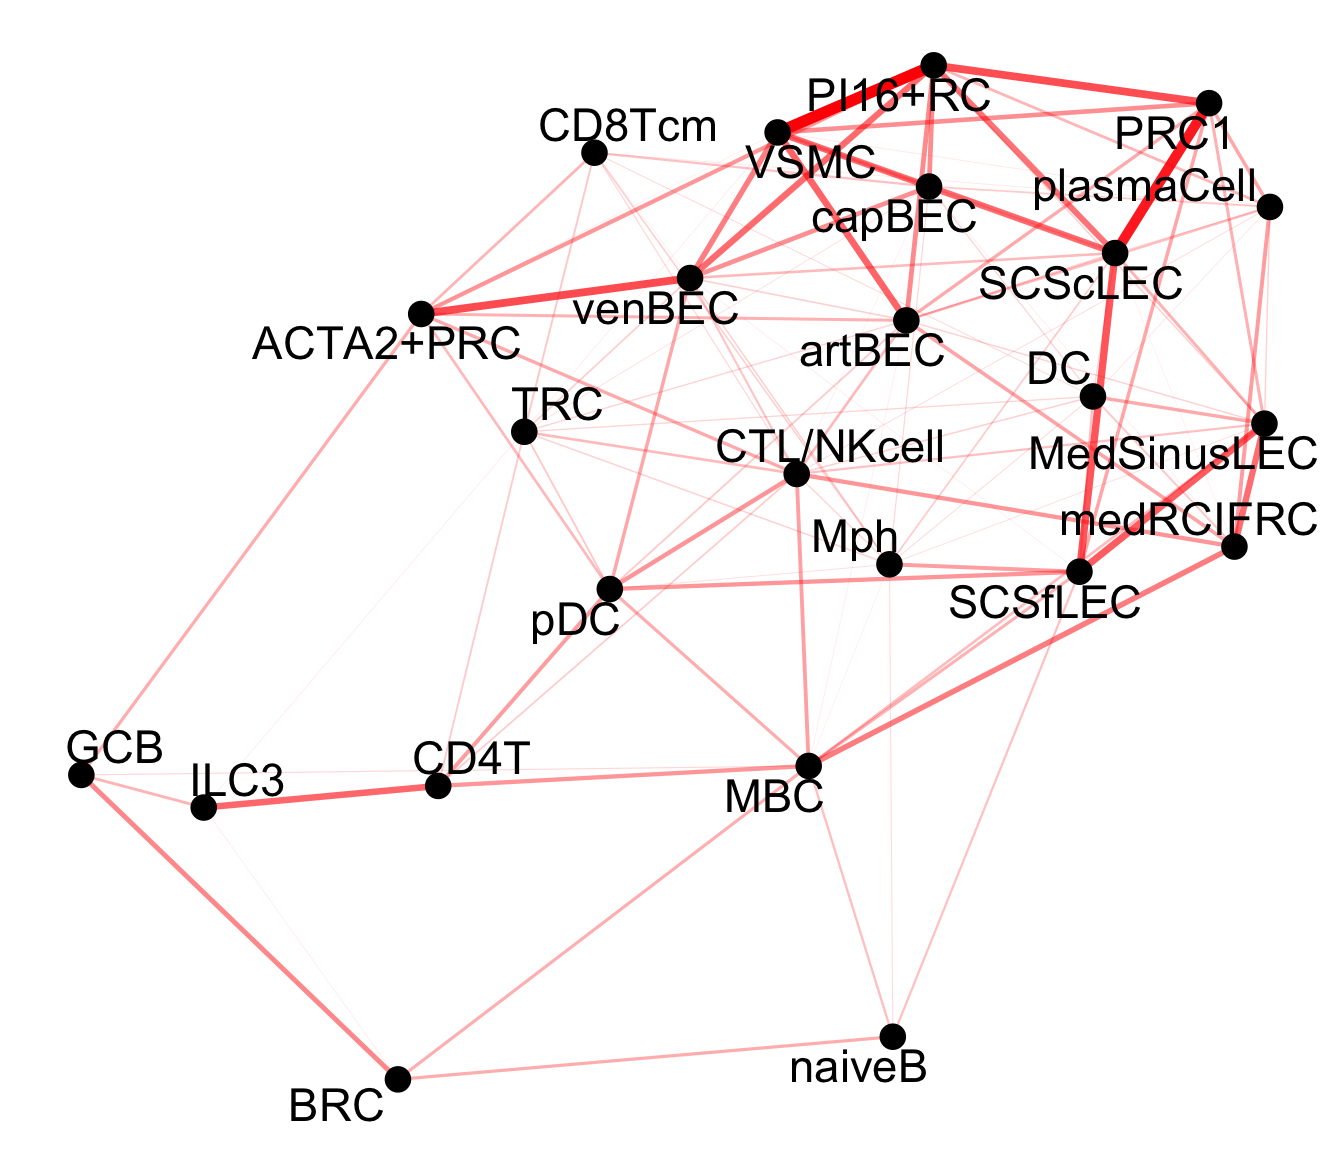 PI16+RC
CD8Tcm
PRC1
VSMC
plasmaCell
capBEC
SCScLEC
venBEC
ACTA2+PRC
artBEC
DC
TRC
CTL/NKcell
MedSinusLEC
medRCIFRC
Mph
SCSfLEC
pDC
GCB
ILC3
CD4T
MBC
naiveB
BRC